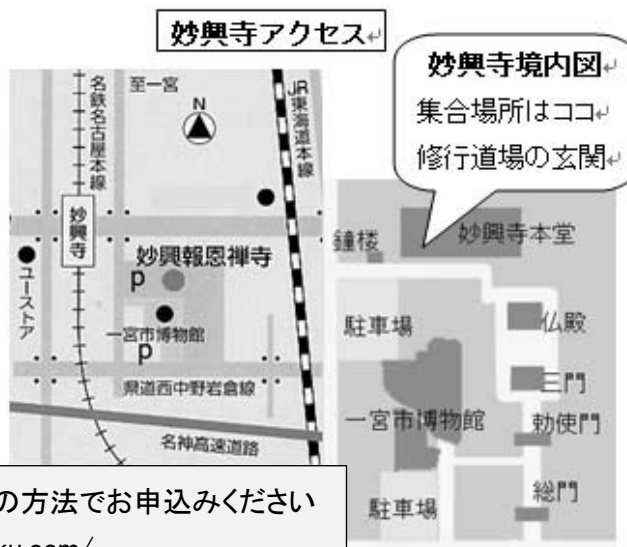 妙興寺アクセス
妙興寺境内図
集合場所はココ
修行道場の玄関
名鉄名古屋本線
至一宮
N
JR東海道本線
妙興寺
ユーストア
妙興報恩禅寺
P
一宮市博物館
P
県道西中野岩倉線
名神高速道路
鐘楼
妙興寺本堂
駐車場
仏殿
三門
一宮市博物館
勅使門
駐車場
総門
の方法でお申込みください